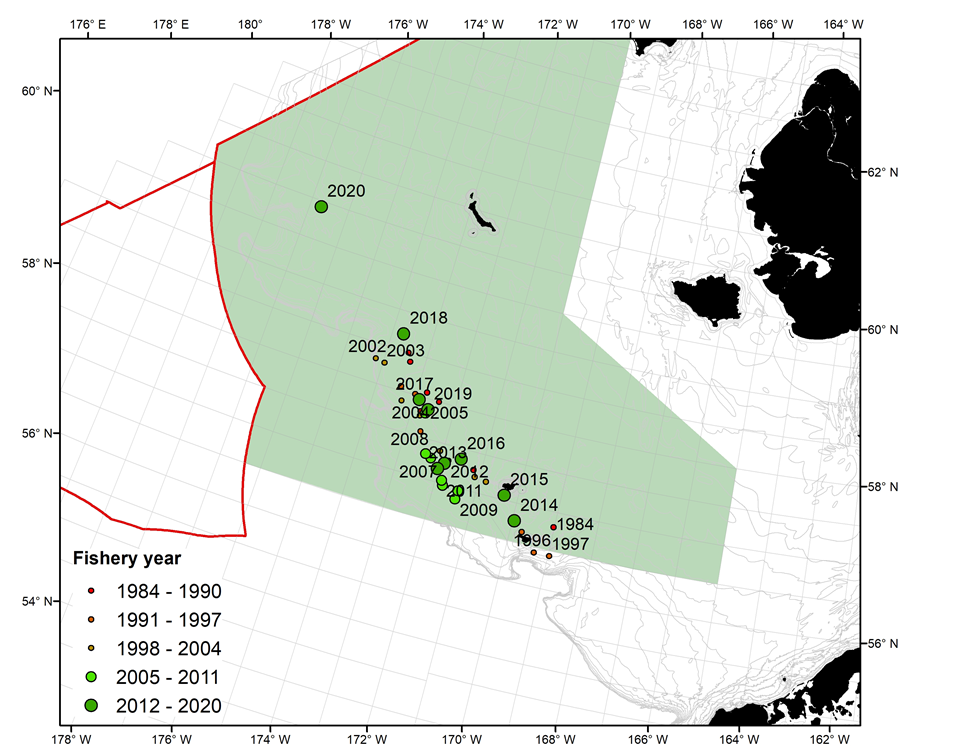 176° E 178° E 180° 178° W 176° W 174° W 172° W 170° W 168° W 166° W 164° W
60° N
62° N
2020
58° N
2018
60° N
2002 2003
2017
2019
2004 2005
56° N
2008
2016
2013
2007 2012
2015
58° N
2011
2009
2014
1984
1996 1997
Fishery year
1984 - 1990
54° N
1991 - 1997
1998 - 2004
56° N
2005 - 2011
2012 - 2020
178° W 176° W 174° W 172° W 170° W 168° W 166° W 164° W 162° W